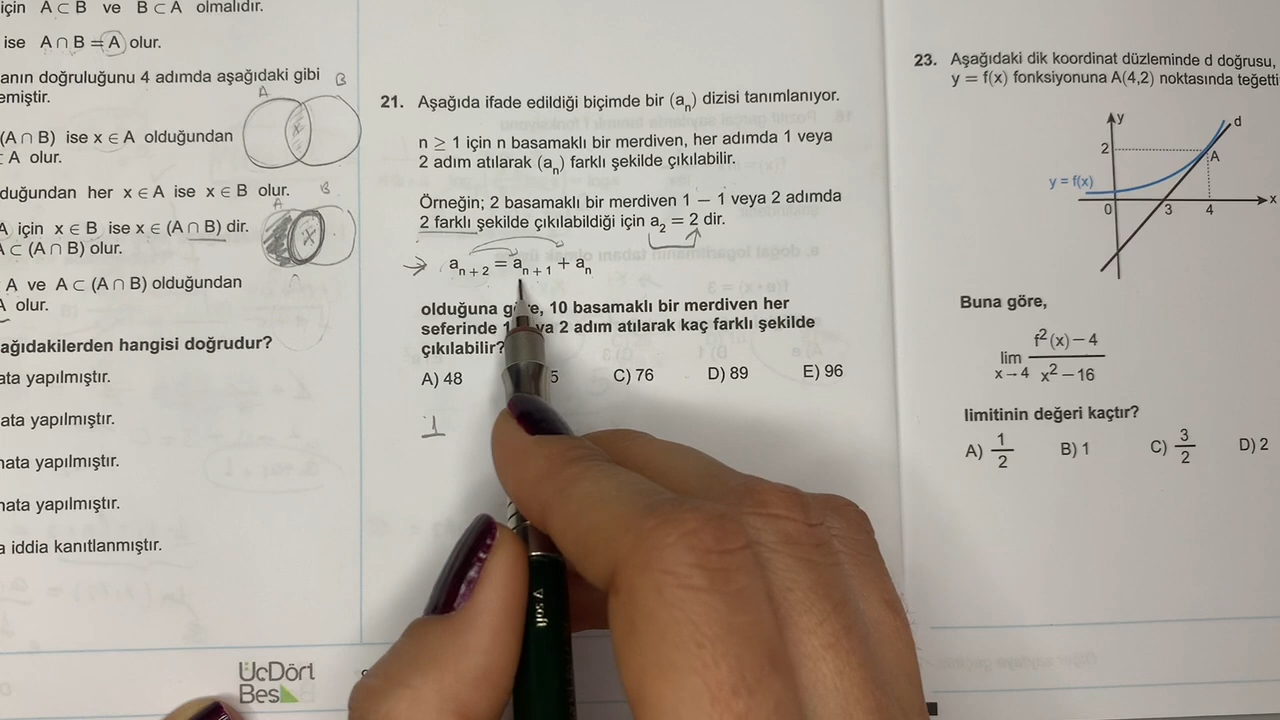 için A ⊂ B ve B ⊂ A olmalıdır.
ise A ∩ B = A olur.
anın doğruluğunu 4 adımda aşağıdaki gibi
emiştir.
A B
(A ∩ B) ise x ∈ A olduğundan
⊂ A olur.
duğundan her x ∈ A ise x ∈ B olur.
A B
A için x ∈ B ise x ∈ (A ∩ B) dir.
A ⊂ (A ∩ B) olur.
A ve A ⊂ (A ∩ B) olduğundan
A olur.
ağıdakilerden hangisi doğrudur?
ata yapılmıştır.
ata yapılmıştır.
hata yapılmıştır.
hata yapılmıştır.
a iddia kanıtlanmıştır.
ÜcDört
Bes
21. Aşağıda ifade edildiği biçimde bir (aₙ) dizisi tanımlanıyor.
n ≥ 1 için n basamaklı bir merdiven, her adımda 1 veya
2 adım atılarak (aₙ) farklı şekilde çıkılabilir.
Örneğin; 2 basamaklı bir merdiven 1 – 1 veya 2 adımda
2 farklı şekilde çıkılabildiği için a₂ = 2 dir.
→ aₙ₊₂ = aₙ₊₁ + aₙ
olduğuna g e, 10 basamaklı bir merdiven her
seferinde 1 va 2 adım atılarak kaç farklı şekilde
çıkılabilir?
A) 48 5 C) 76 D) 89 E) 96
1
23. Aşağıdaki dik koordinat düzleminde d doğrusu,
y = f(x) fonksiyonuna A(4,2) noktasında teğetti
y
d
2
A
y = f(x)
x
0 3 4
Buna göre,
lim x→4 (f²(x) – 4)/(x² – 16)
limitinin değeri kaçtır?
A) 1/2 B) 1 C) 3/2 D) 2